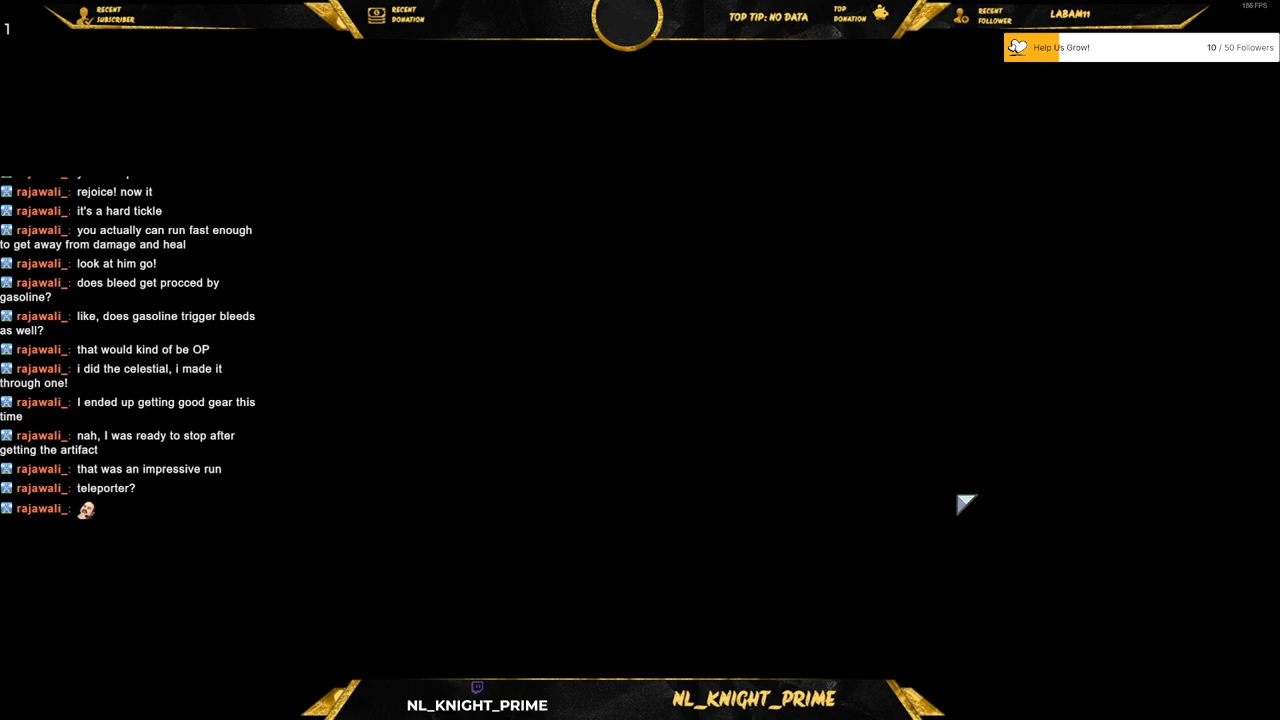 RECENT
SUBSCRIBER
RECENT
DONATION
TOP TIP: NO DATA
TOP
DONATION
RECENT
FOLLOWER
LABAM11
186 FPS
1
Help Us Grow!
10 / 50 Followers
rajawali_: rejoice! now it
rajawali_: it's a hard tickle
rajawali_: you actually can run fast enough
to get away from damage and heal
rajawali_: look at him go!
rajawali_: does bleed get procced by
gasoline?
rajawali_: like, does gasoline trigger bleeds
as well?
rajawali_: that would kind of be OP
rajawali_: i did the celestial, i made it
through one!
rajawali_: I ended up getting good gear this
time
rajawali_: nah, I was ready to stop after
getting the artifact
rajawali_: that was an impressive run
rajawali_: teleporter?
rajawali_:
NL_KNIGHT_PRIME
NL_KNIGHT_PRIME